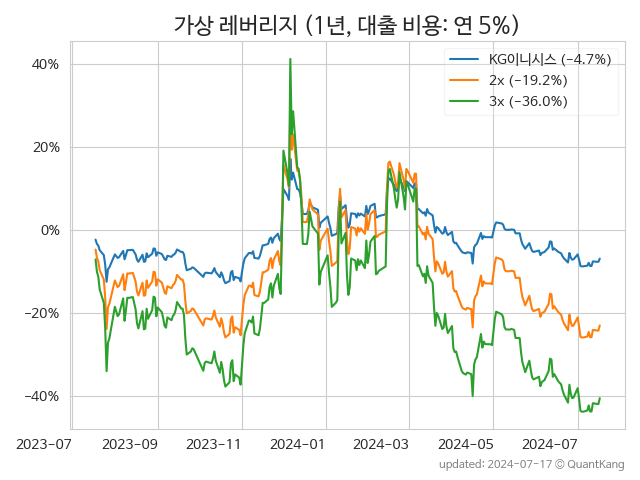 가상 레버리지 (1년, 대출 비용: 연 5%)
KG이니시스 (−4.7%)
2x (−19.2%)
3x (−36.0%)
40%
20%
0%
−20%
−40%
2023-07 2023-09 2023-11 2024-01 2024-03 2024-05 2024-07
updated: 2024-07-17 © QuantKang